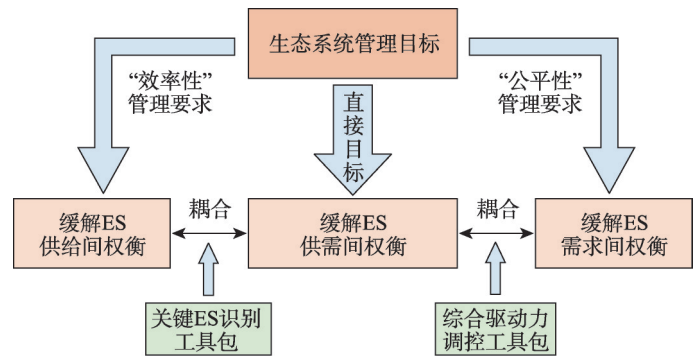 生态系统管理目标
“效率性”
管理要求
直接目标
“公平性”
管理要求
缓解ES
供给间权衡
耦合
缓解ES
供需间权衡
耦合
缓解ES
需求间权衡
关键ES识别
工具包
综合驱动力
调控工具包